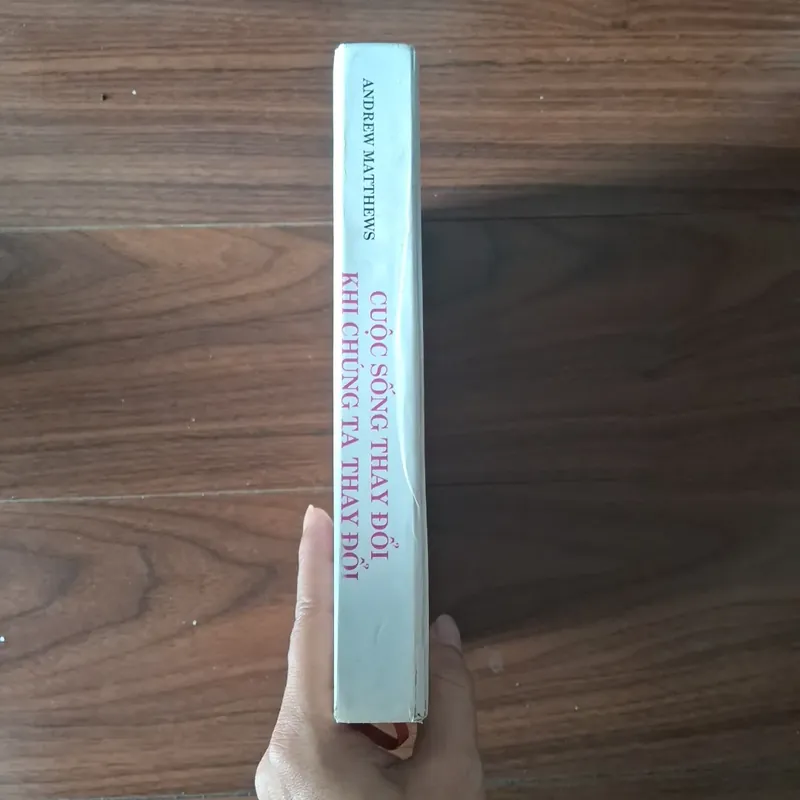 ANDREW MATTHEWS
CUỘC SỐNG THAY ĐỔI
KHI CHÚNG TA THAY ĐỔI